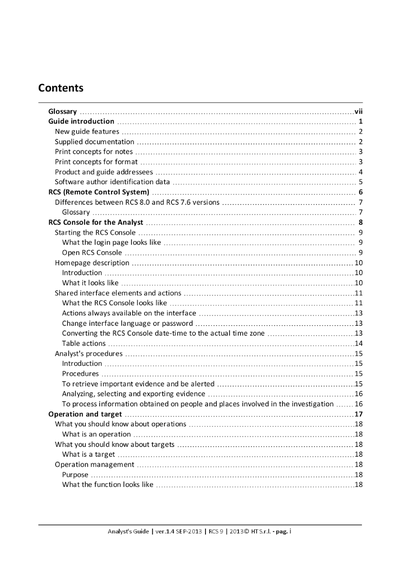 Contents
Glossary ........ vii
Guide introduction ........ 1
New guide features ........ 2
Supplied documentation ........ 2
Print concepts for notes ........ 3
Print concepts for format ........ 3
Product and guide addressees ........ 4
Software author identification data ........ 5
RCS (Remote Control System) ........ 6
Differences between RCS 8.0 and RCS 7.6 versions ........ 7
Glossary ........ 7
RCS Console for the Analyst ........ 8
Starting the RCS Console ........ 9
What the login page looks like ........ 9
Open RCS Console ........ 9
Homepage description ........ 10
Introduction ........ 10
What it looks like ........ 10
Shared interface elements and actions ........ 11
What the RCS Console looks like ........ 11
Actions always available on the interface ........ 13
Change interface language or password ........ 13
Converting the RCS Console date-time to the actual time zone ........ 13
Table actions ........ 14
Analyst's procedures ........ 15
Introduction ........ 15
Procedures ........ 15
To retrieve important evidence and be alerted ........ 15
Analyzing, selecting and exporting evidence ........ 16
To process information obtained on people and places involved in the investigation ........ 16
Operation and target ........ 17
What you should know about operations ........ 18
What is an operation ........ 18
What you should know about targets ........ 18
What is a target ........ 18
Operation management ........ 18
Purpose ........ 18
What the function looks like ........ 18
Analyst's Guide | ver.1.4 SEP-2013 | RCS 9 | 2013© HT S.r.l. - pag. i